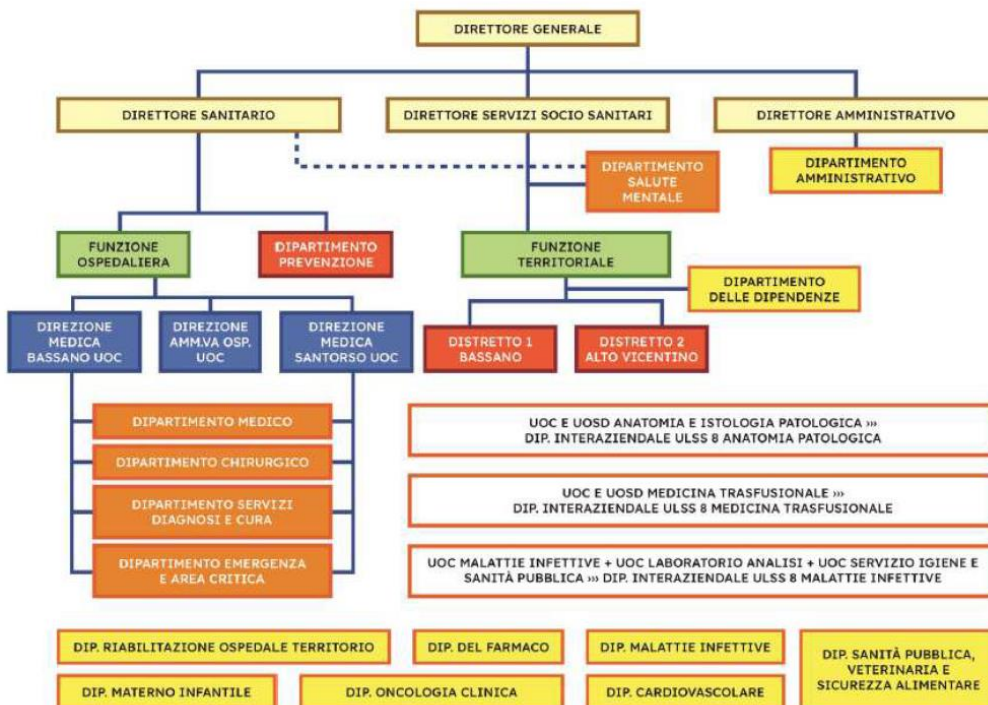 DIRETTORE GENERALE
DIRETTORE SANITARIO
DIRETTORE SERVIZI SOCIO SANITARI
DIRETTORE AMMINISTRATIVO
DIPARTIMENTO
SALUTE
MENTALE
DIPARTIMENTO
AMMINISTRATIVO
FUNZIONE
OSPEDALIERA
DIPARTIMENTO
PREVENZIONE
FUNZIONE
TERRITORIALE
DIPARTIMENTO
DELLE DIPENDENZE
DIREZIONE
MEDICA
BASSANO UOC
DIREZIONE
AMM.VA OSP.
UOC
DIREZIONE
MEDICA
SANTORSO UOC
DISTRETTO 1
BASSANO
DISTRETTO 2
ALTO VICENTINO
DIPARTIMENTO MEDICO
DIPARTIMENTO CHIRURGICO
DIPARTIMENTO SERVIZI
DIAGNOSI E CURA
DIPARTIMENTO EMERGENZA
E AREA CRITICA
UOC E UOSD ANATOMIA E ISTOLOGIA PATOLOGICA »›
DIP. INTERAZIENDALE ULSS 8 ANATOMIA PATOLOGICA
UOC E UOSD MEDICINA TRASFUSIONALE »›
DIP. INTERAZIENDALE ULSS 8 MEDICINA TRASFUSIONALE
UOC MALATTIE INFETTIVE + UOC LABORATORIO ANALISI + UOC SERVIZIO IGIENE E
SANITÀ PUBBLICA »› DIP. INTERAZIENDALE ULSS 8 MALATTIE INFETTIVE
DIP. RIABILITAZIONE OSPEDALE TERRITORIO
DIP. DEL FARMACO
DIP. MALATTIE INFETTIVE
DIP. SANITÀ PUBBLICA,
VETERINARIA E
SICUREZZA ALIMENTARE
DIP. MATERNO INFANTILE
DIP. ONCOLOGIA CLINICA
DIP. CARDIOVASCOLARE